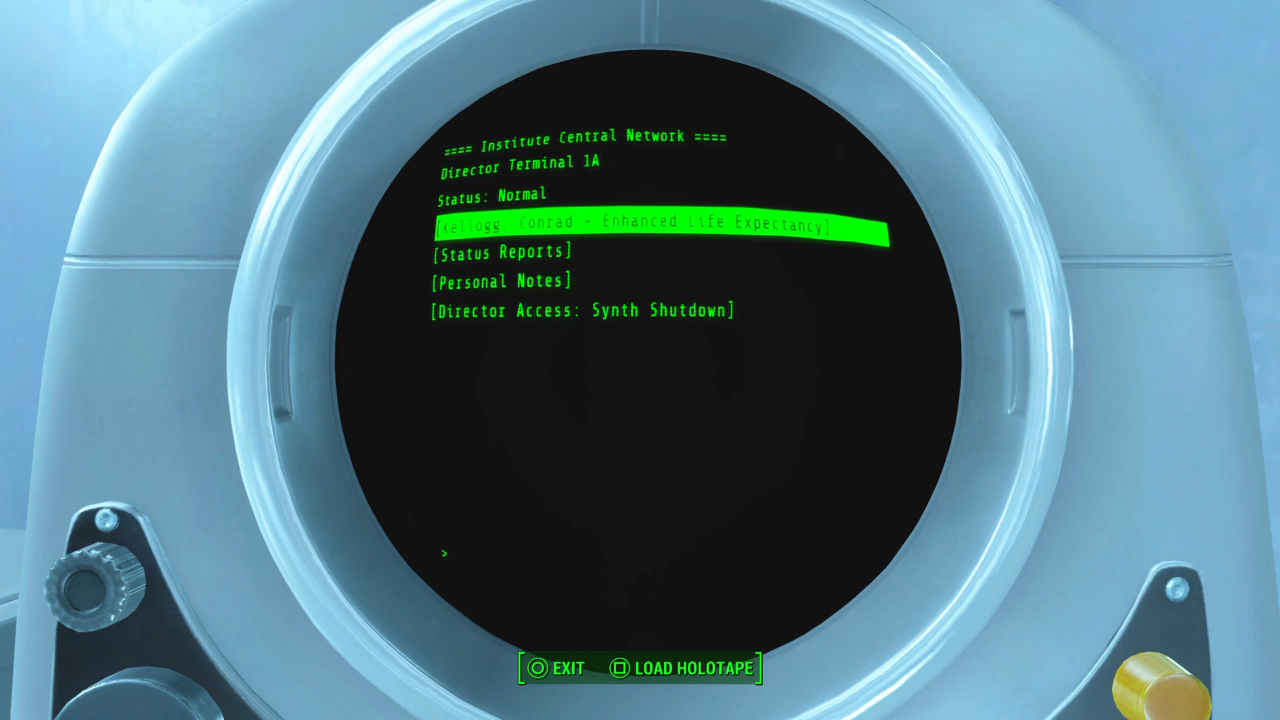 ==== Institute Central Network ====
Director Terminal 1A
Status: Normal
[Kellogg, Conrad - Enhanced Life Expectancy]
[Status Reports]
[Personal Notes]
[Director Access: Synth Shutdown]
>
EXIT LOAD HOLOTAPE